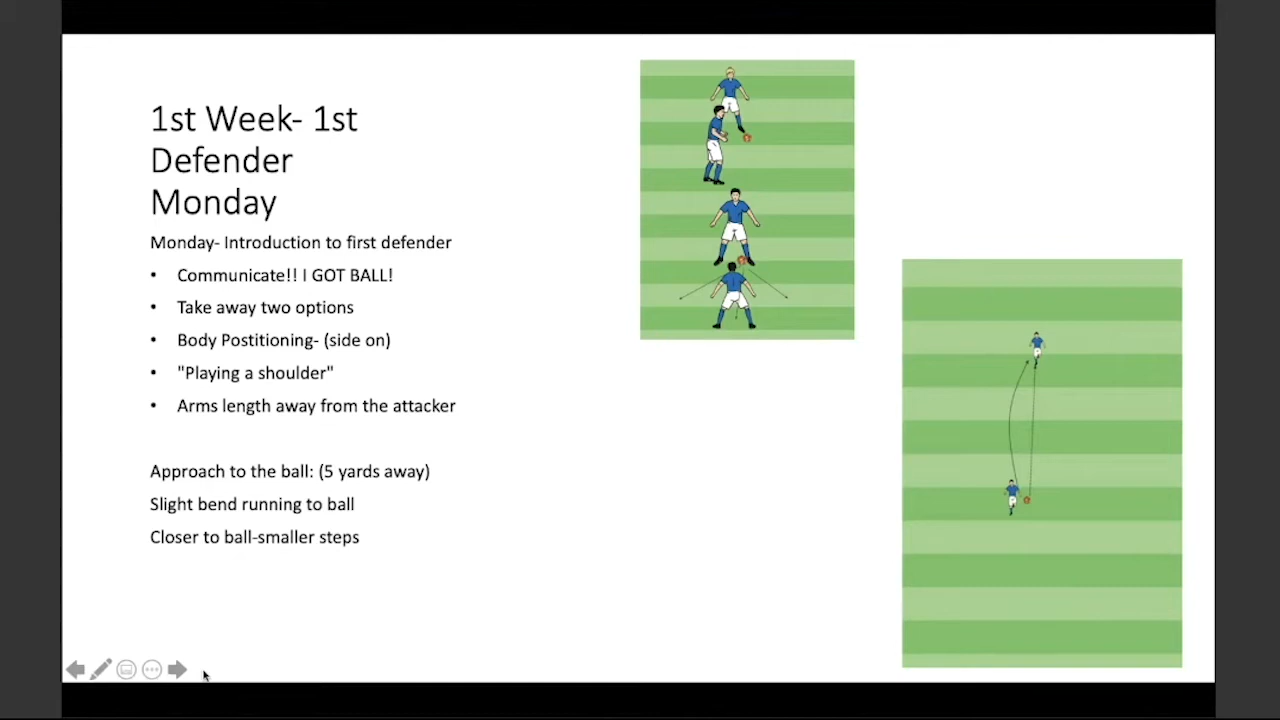 1st Week- 1st
Defender
Monday
Monday- Introduction to first defender
• Communicate!! I GOT BALL!
• Take away two options
• Body Postitioning- (side on)
• "Playing a shoulder"
• Arms length away from the attacker
Approach to the ball: (5 yards away)
Slight bend running to ball
Closer to ball-smaller steps